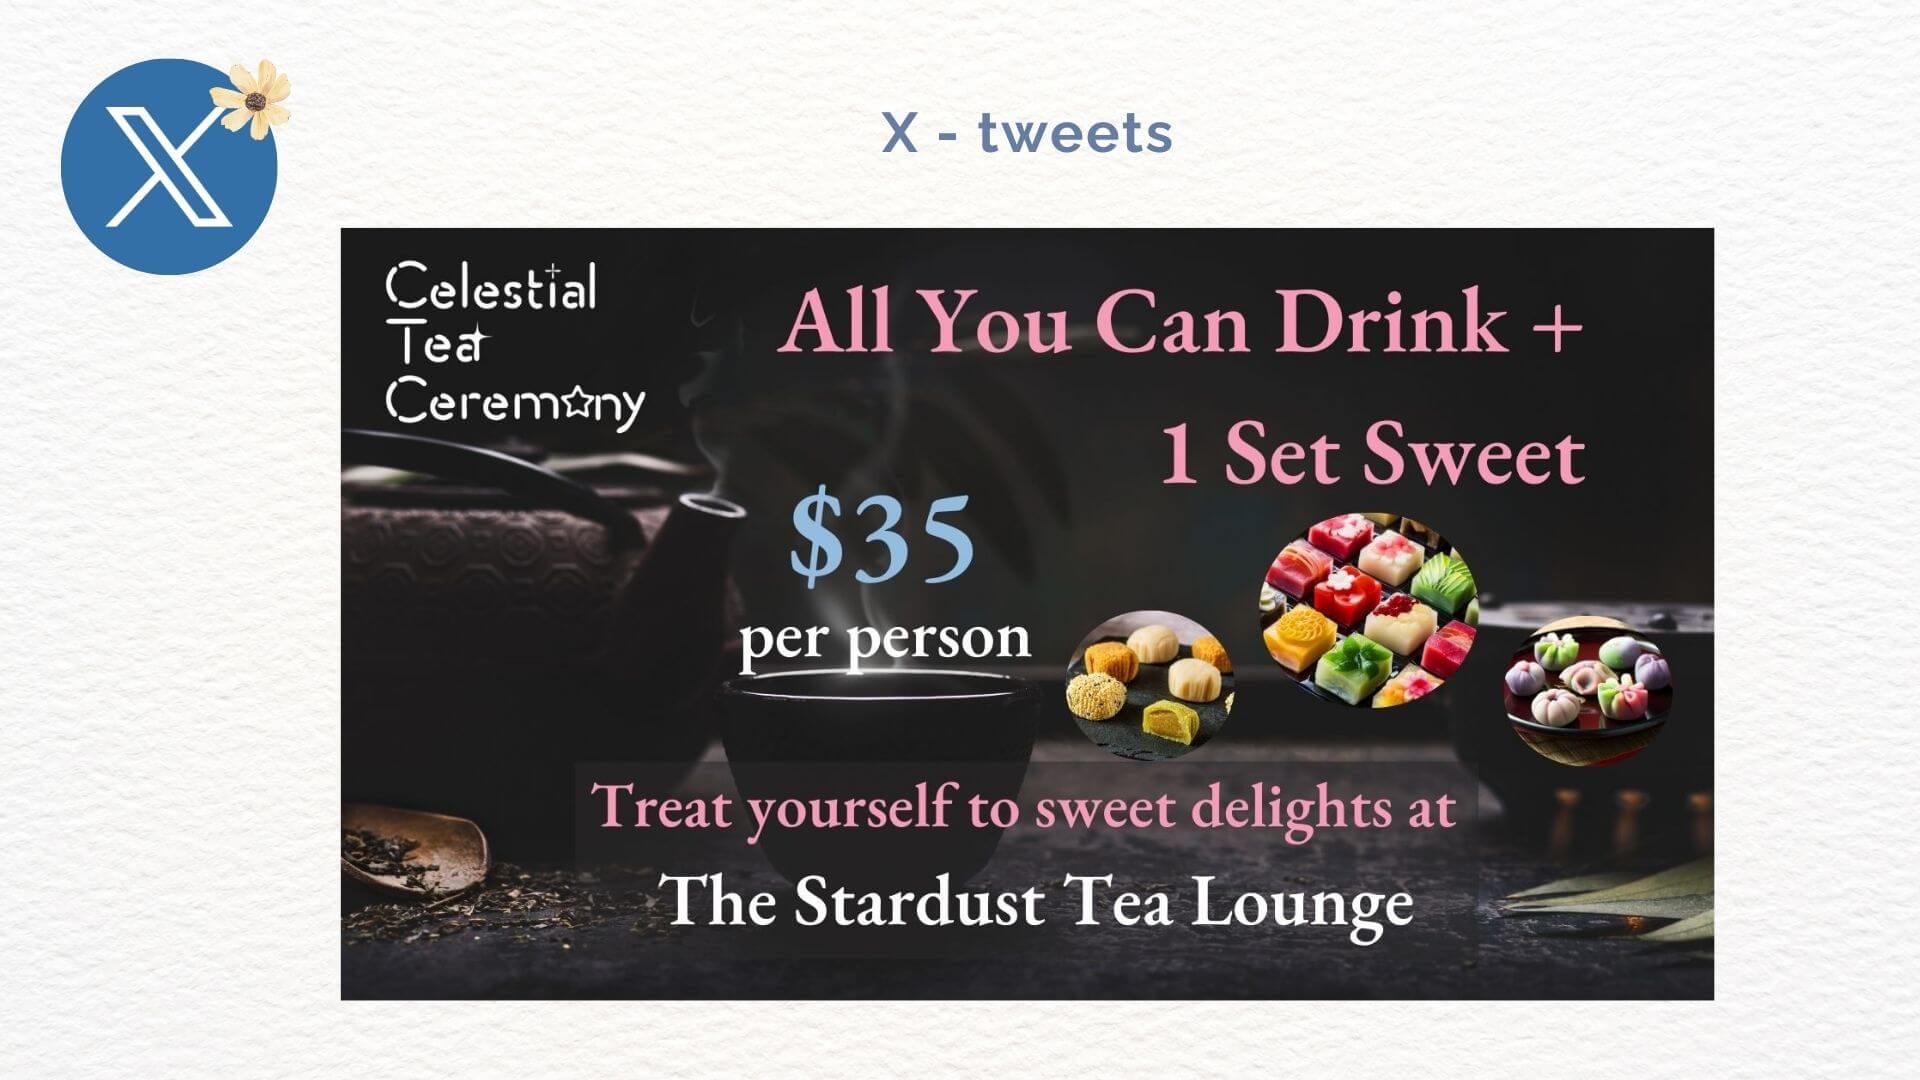 X - tweets
Celestial
Tea
Ceremony
All You Can Drink +
1 Set Sweet
$35
per person
Treat yourself to sweet delights at
The Stardust Tea Lounge